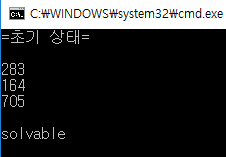 C:₩WINDOWS₩system32₩cmd.exe
=초기 상태=
283
164
705
solvable